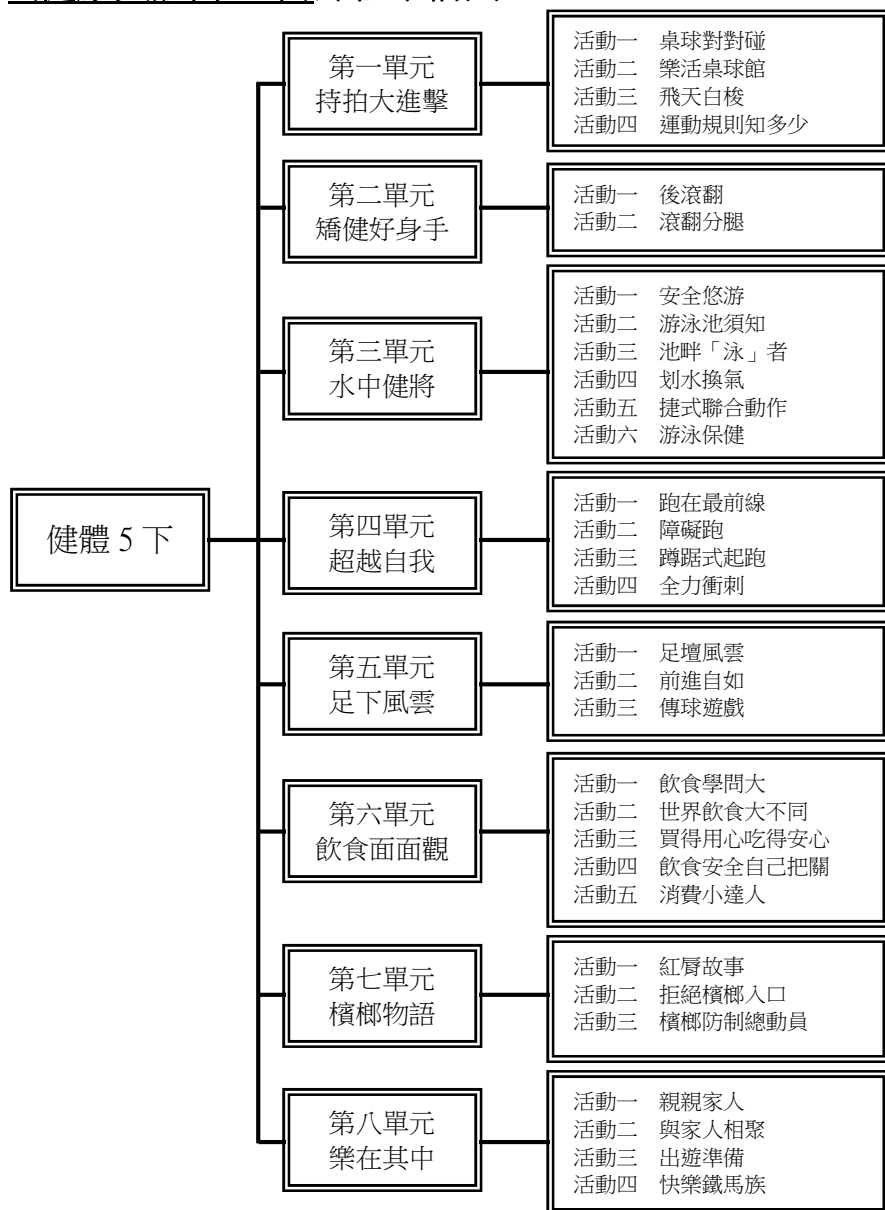 第一單元
持拍大進擊
活動一 桌球對對碰
活動二 樂活桌球館
活動三 飛天白梭
活動四 運動規則知多少
第二單元
矯健好身手
活動一 後滾翻
活動二 滾翻分腿
第三單元
水中健將
活動一 安全悠游
活動二 游泳池須知
活動三 池畔「泳」者
活動四 划水換氣
活動五 捷式聯合動作
活動六 游泳保健
健體 5 下
第四單元
超越自我
活動一 跑在最前線
活動二 障礙跑
活動三 蹲踞式起跑
活動四 全力衝刺
第五單元
足下風雲
活動一 足壇風雲
活動二 前進自如
活動三 傳球遊戲
第六單元
飲食面面觀
活動一 飲食學問大
活動二 世界飲食大不同
活動三 買得用心吃得安心
活動四 飲食安全自己把關
活動五 消費小達人
第七單元
檳榔物語
活動一 紅脣故事
活動二 拒絕檳榔入口
活動三 檳榔防制總動員
第八單元
樂在其中
活動一 親親家人
活動二 與家人相聚
活動三 出遊準備
活動四 快樂鐵馬族